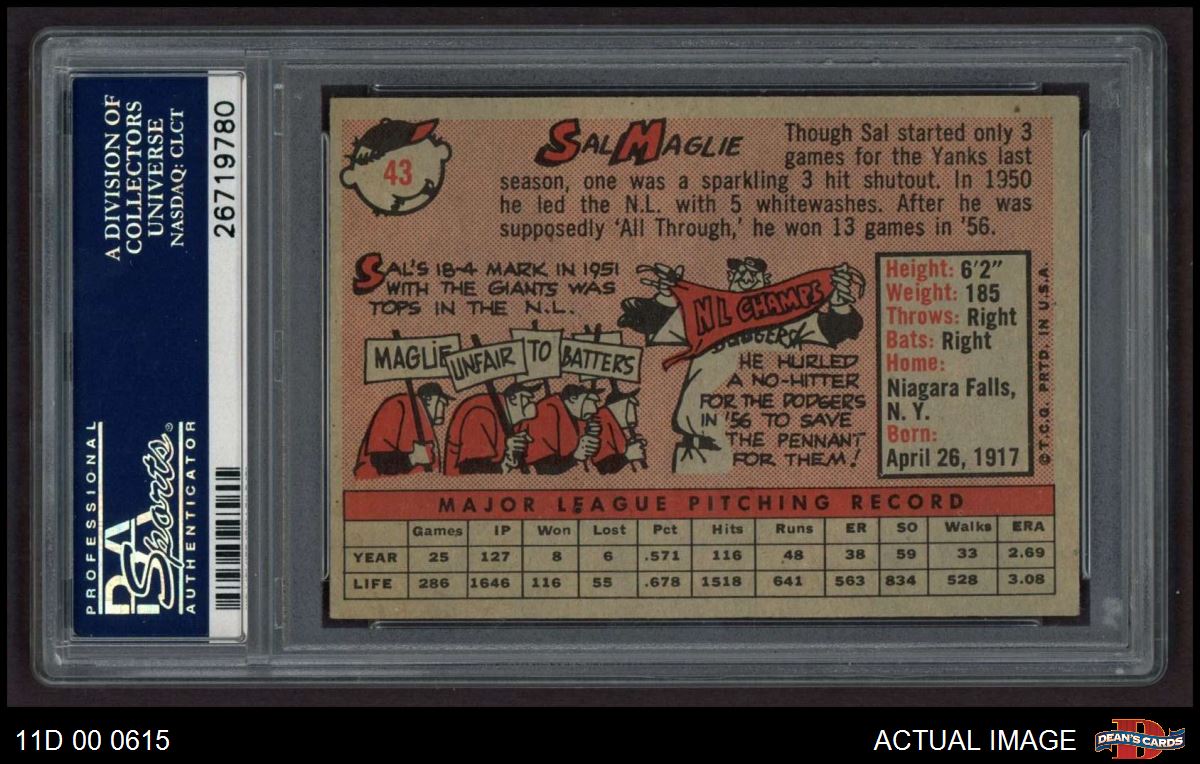 A DIVISION OF
COLLECTORS
UNIVERSE
NASDAQ: CLCT
26719780
PROFESSIONAL
PSA
Sports®
AUTHENTICATOR
43
SAL MAGLIE
Though Sal started only 3
games for the Yanks last
season, one was a sparkling 3 hit shutout. In 1950
he led the N.L. with 5 whitewashes. After he was
supposedly 'All Through,' he won 13 games in '56.
SAL'S 18-4 MARK IN 1951
WITH THE GIANTS WAS
TOPS IN THE N.L.
MAGLIE UNFAIR TO BATTERS
NL CHAMPS
DODGERS
HE HURLED
A NO-HITTER
FOR THE DODGERS
IN '56 TO SAVE
THE PENNANT
FOR THEM!
Height: 6'2"
Weight: 185
Throws: Right
Bats: Right
Home:
Niagara Falls,
N. Y.
Born:
April 26, 1917
© T.C.G. PRTD. IN U.S.A.
MAJOR LEAGUE PITCHING RECORD
Games IP Won Lost Pct Hits Runs ER SO Walks ERA
YEAR 25 127 8 6 .571 116 48 38 59 33 2.69
LIFE 286 1646 116 55 .678 1518 641 563 834 528 3.08
11D 00 0615
ACTUAL IMAGE
D
DEAN'S CARDS